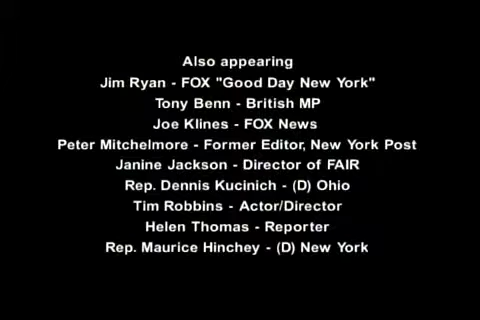 Also appearing
Jim Ryan - FOX "Good Day New York"
Tony Benn - British MP
Joe Klines - FOX News
Peter Mitchelmore - Former Editor, New York Post
Janine Jackson - Director of FAIR
Rep. Dennis Kucinich - (D) Ohio
Tim Robbins - Actor/Director
Helen Thomas - Reporter
Rep. Maurice Hinchey - (D) New York